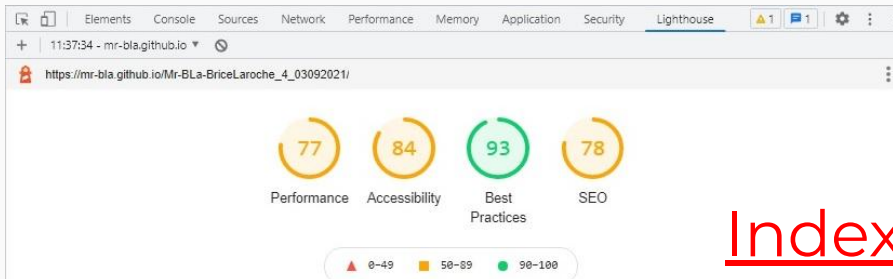 Elements Console Sources Network Performance Memory Application Security Lighthouse 1 1
+ 11:37:34 - mr-bla.github.io
https://mr-bla.github.io/Mr-BLa-BriceLaroche_4_03092021/
77 84 93 78
Performance Accessibility Best Practices SEO
Index
0-49 50-89 90-100